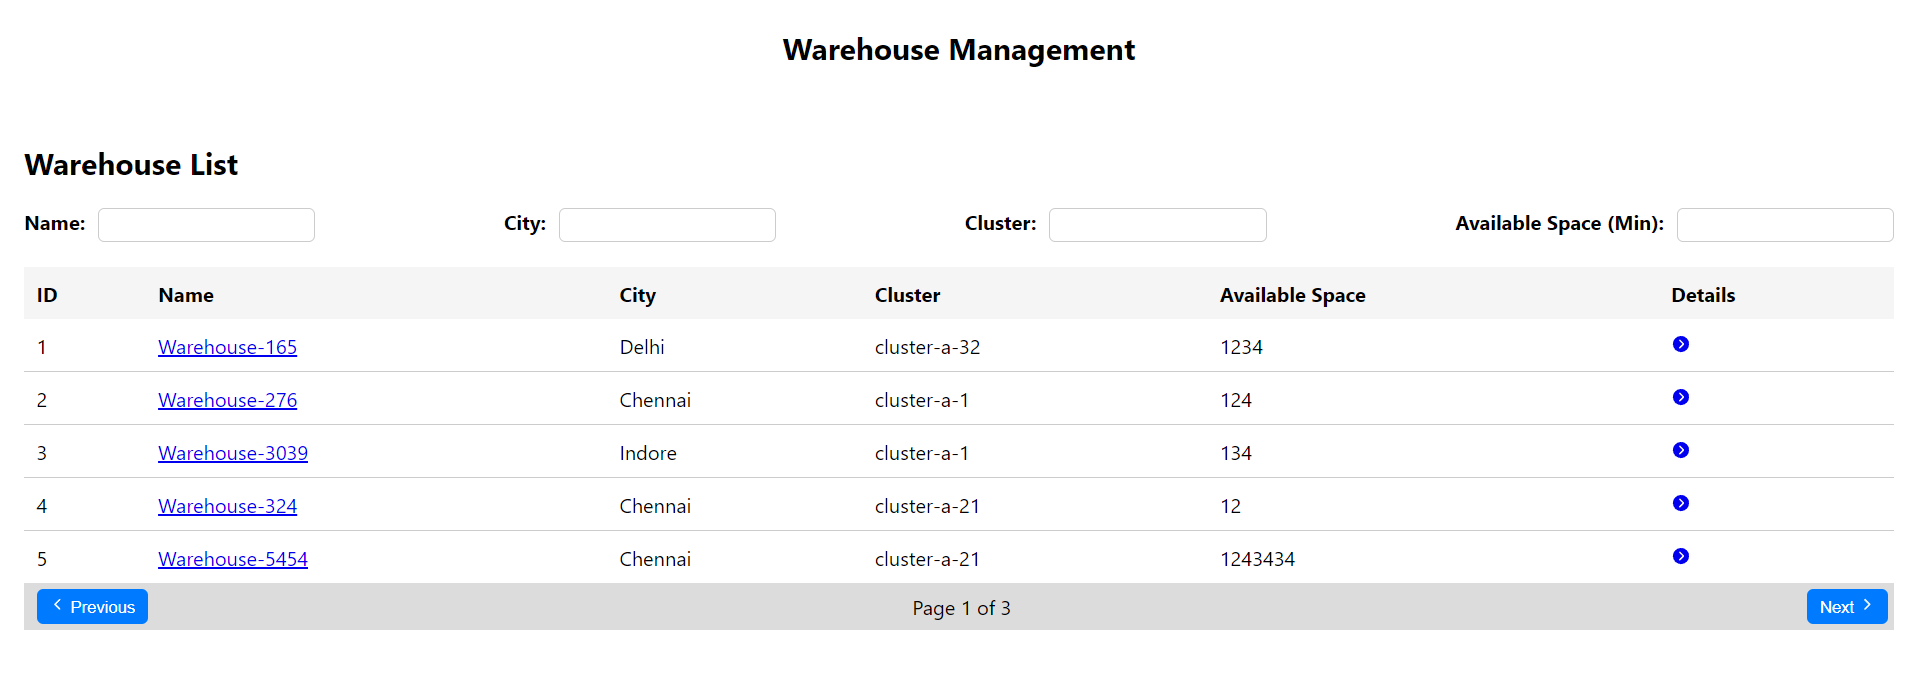 Warehouse Management
Warehouse List
Name: City: Cluster: Available Space (Min):
ID Name City Cluster Available Space Details
1 Warehouse-165 Delhi cluster-a-32 1234
2 Warehouse-276 Chennai cluster-a-1 124
3 Warehouse-3039 Indore cluster-a-1 134
4 Warehouse-324 Chennai cluster-a-21 12
5 Warehouse-5454 Chennai cluster-a-21 1243434
Previous Page 1 of 3 Next